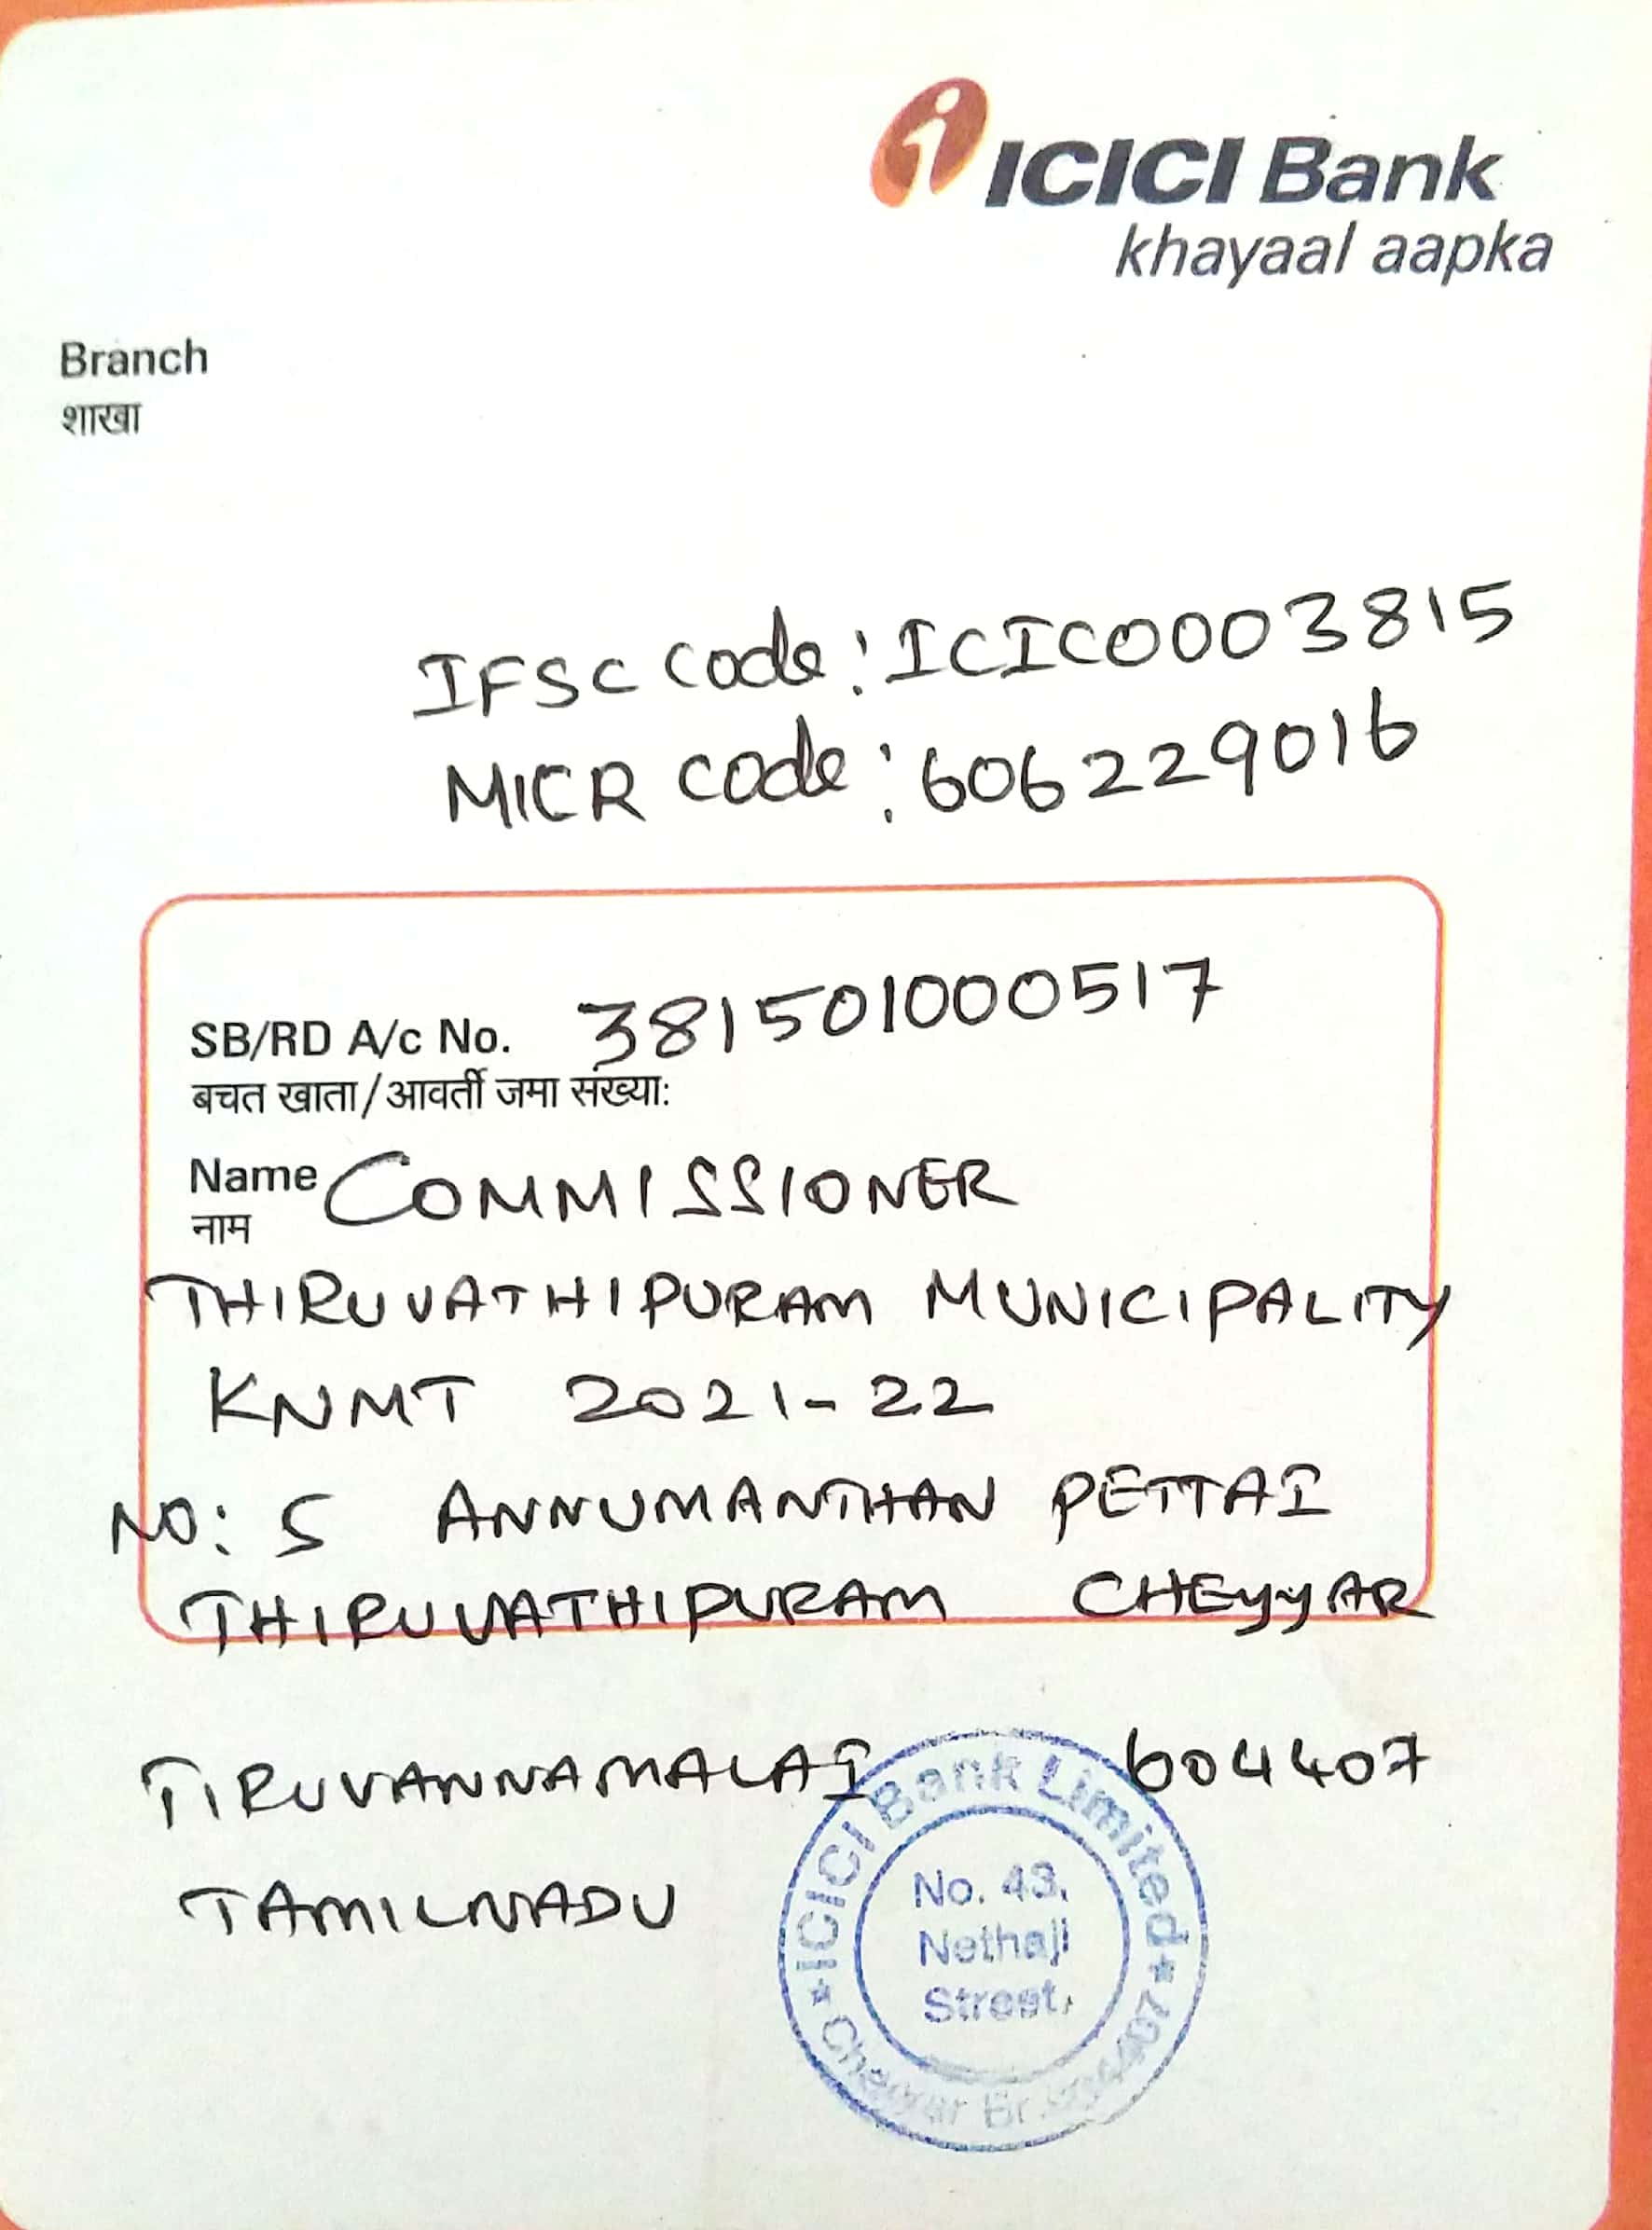 ICICI Bank
khayaal aapka
Branch
शाखा
IFSC code: ICIC0003815
MICR code: 606229016
SB/RD A/c No. 381501000517
बचत खाता/आवर्ती जमा संख्या:
Name COMMISSIONER
नाम
THIRUVATHIPURAM MUNICIPALITY
KNMT 2021-22
NO: 5 ANNUMANTHAN PETTAI
THIRUVATHIPURAM CHEYYAR
TIRUVANNAMALAI 604407
TAMILNADU
ICICI Bank Limited
No. 43,
Nethaji
Street,
Cheyyar Br. 604407